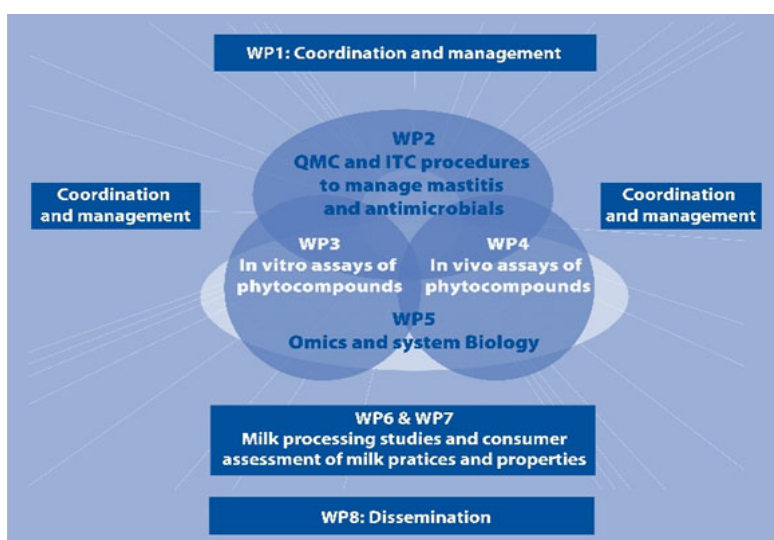 WP1: Coordination and management
WP2
QMC and ITC procedures
to manage mastitis
and antimicrobials
Coordination
and management
Coordination
and management
WP3
In vitro assays of
phytocompounds
WP4
In vivo assays of
phytocompounds
WP5
Omics and system Biology
WP6 & WP7
Milk processing studies and consumer
assessment of milk pratices and properties
WP8: Dissemination